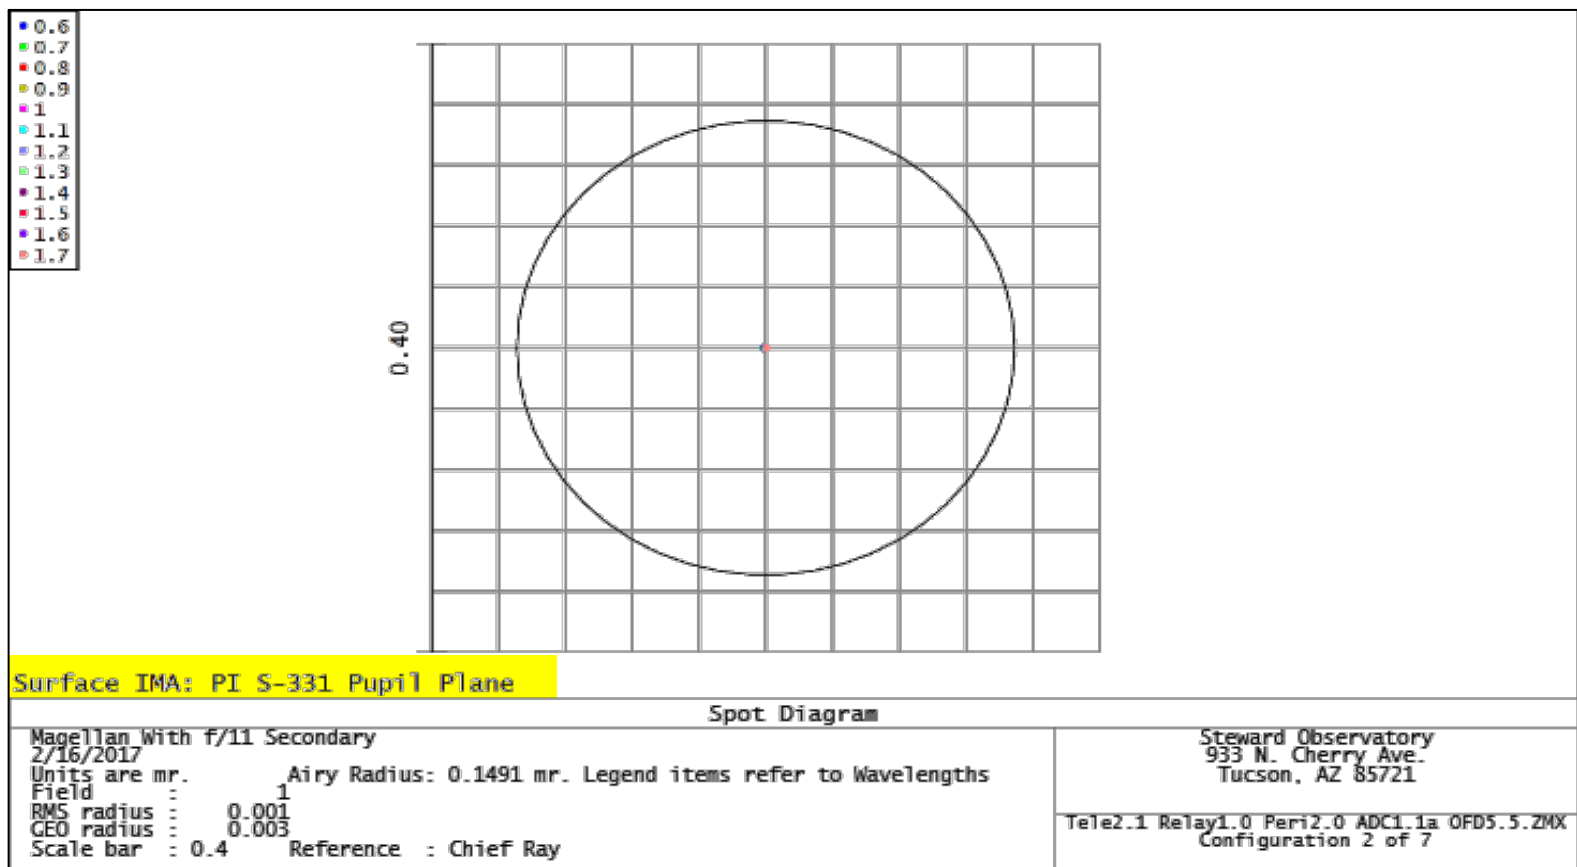 0.6
0.7
0.8
0.9
1
1.1
1.2
1.3
1.4
1.5
1.6
1.7
0.40
Surface IMA: PI S-331 Pupil Plane
Spot Diagram
Magellan With f/11 Secondary
2/16/2017
Units are mr. Airy Radius: 0.1491 mr. Legend items refer to Wavelengths
Field : 1
RMS radius : 0.001
GEO radius : 0.003
Scale bar : 0.4 Reference : Chief Ray
Steward Observatory
933 N. Cherry Ave.
Tucson, AZ 85721
Tele2.1 Relay1.0 Peri2.0 ADC1.1a OFD5.5.ZMX
Configuration 2 of 7